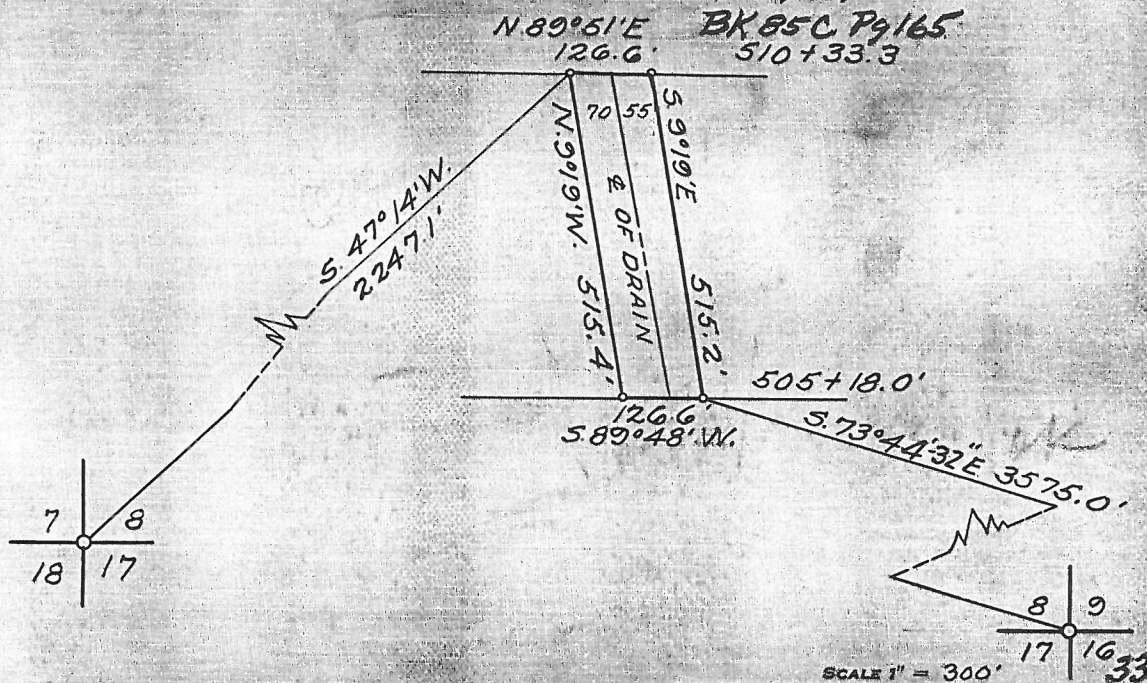 N.89°51'E
126.6'
BK 85C Pg165
510+33.3
70 55
S.9°19'E
515.2'
N.9°19'W. 515.4'
℄ OF DRAIN
S.47°14'W.
2247.1'
505+18.0'
126.6'
S.89°48'W.
S.73°44'32"E 3575.0'
7 8
18 17
8 9
17 16
SCALE 1" = 300'